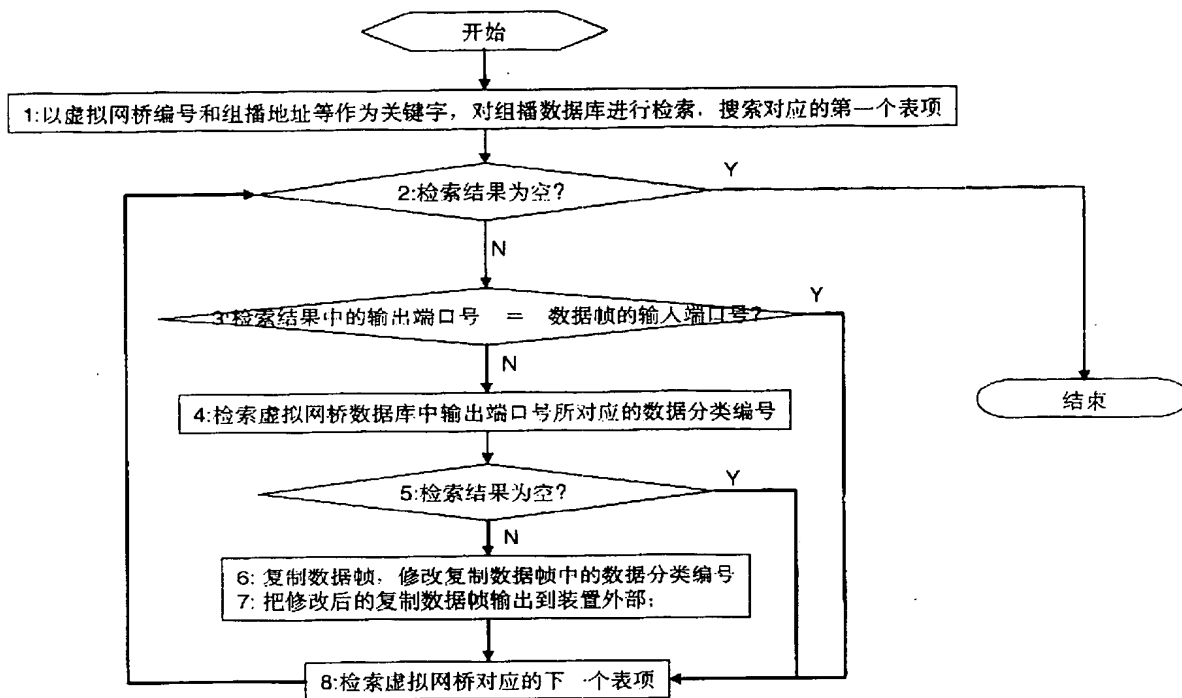 开始
1:以虚拟网桥编号和组播地址等作为关键字，对组播数据库进行检索，搜索对应的第一个表项
2:检索结果为空?
Y
N
3:检索结果中的输出端口号 = 数据帧的输入端口号?
Y
N
4:检索虚拟网桥数据库中输出端口号所对应的数据分类编号
结束
5:检索结果为空?
Y
N
6: 复制数据帧，修改复制数据帧中的数据分类编号
7: 把修改后的复制数据帧输出到装置外部;
8:检索虚拟网桥对应的下一个表项